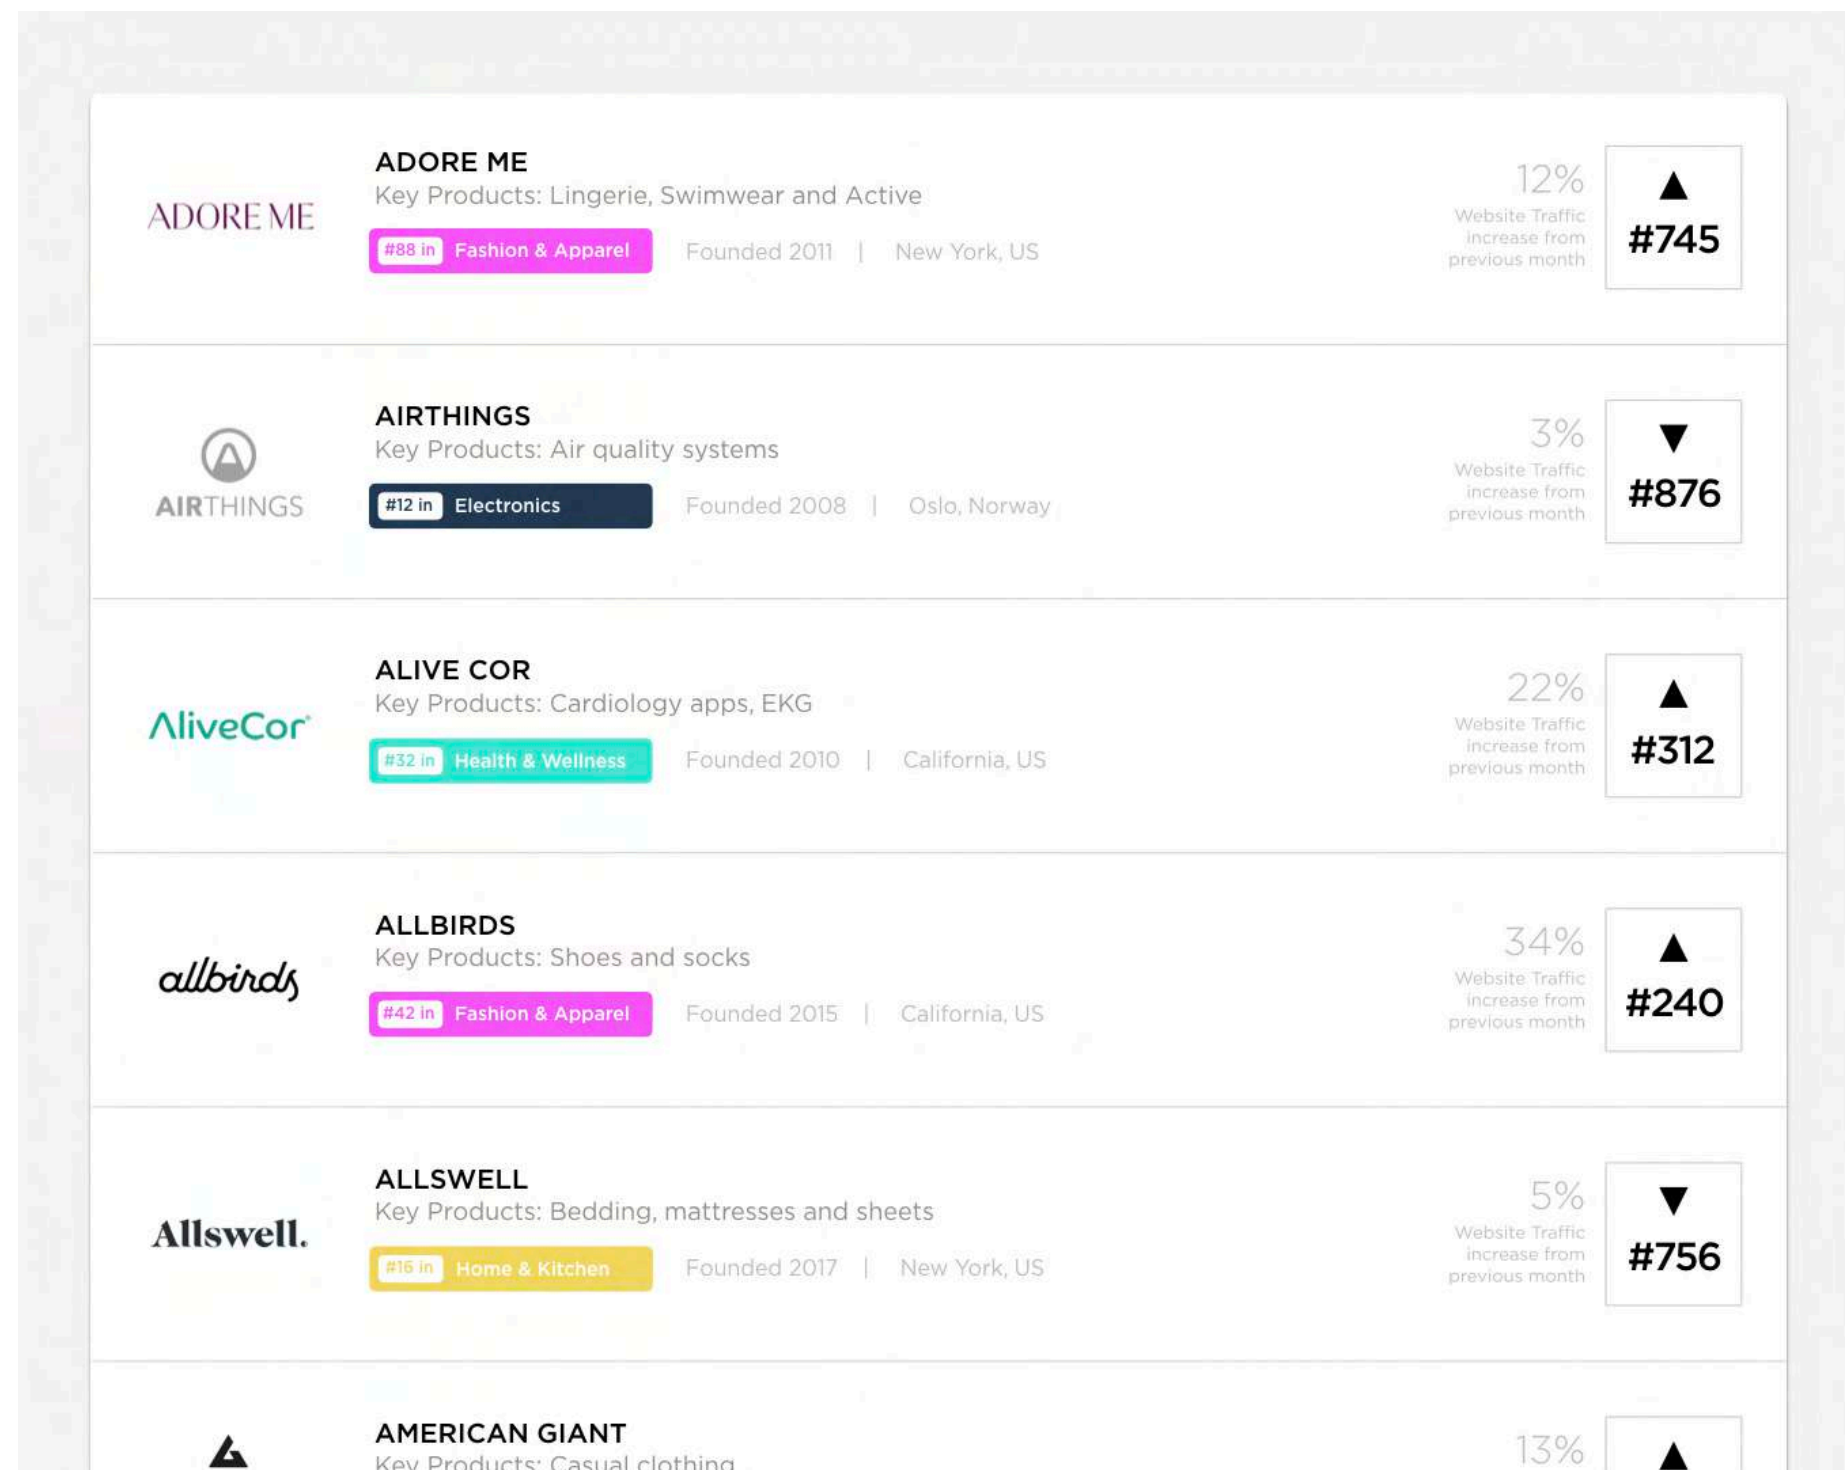 ADORE ME
ADORE ME
Key Products: Lingerie, Swimwear and Active
#88 in Fashion & Apparel Founded 2011 | New York, US
12%
Website Traffic
increase from
previous month
▲
#745
AIRTHINGS
AIRTHINGS
Key Products: Air quality systems
#12 in Electronics Founded 2008 | Oslo, Norway
3%
Website Traffic
increase from
previous month
▼
#876
AliveCor
ALIVE COR
Key Products: Cardiology apps, EKG
#32 in Health & Wellness Founded 2010 | California, US
22%
Website Traffic
increase from
previous month
▲
#312
allbirds
ALLBIRDS
Key Products: Shoes and socks
#42 in Fashion & Apparel Founded 2015 | California, US
34%
Website Traffic
increase from
previous month
▲
#240
Allswell.
ALLSWELL
Key Products: Bedding, mattresses and sheets
#16 in Home & Kitchen Founded 2017 | New York, US
5%
Website Traffic
increase from
previous month
▼
#756
AMERICAN GIANT
Key Products: Casual clothing
13%
▲